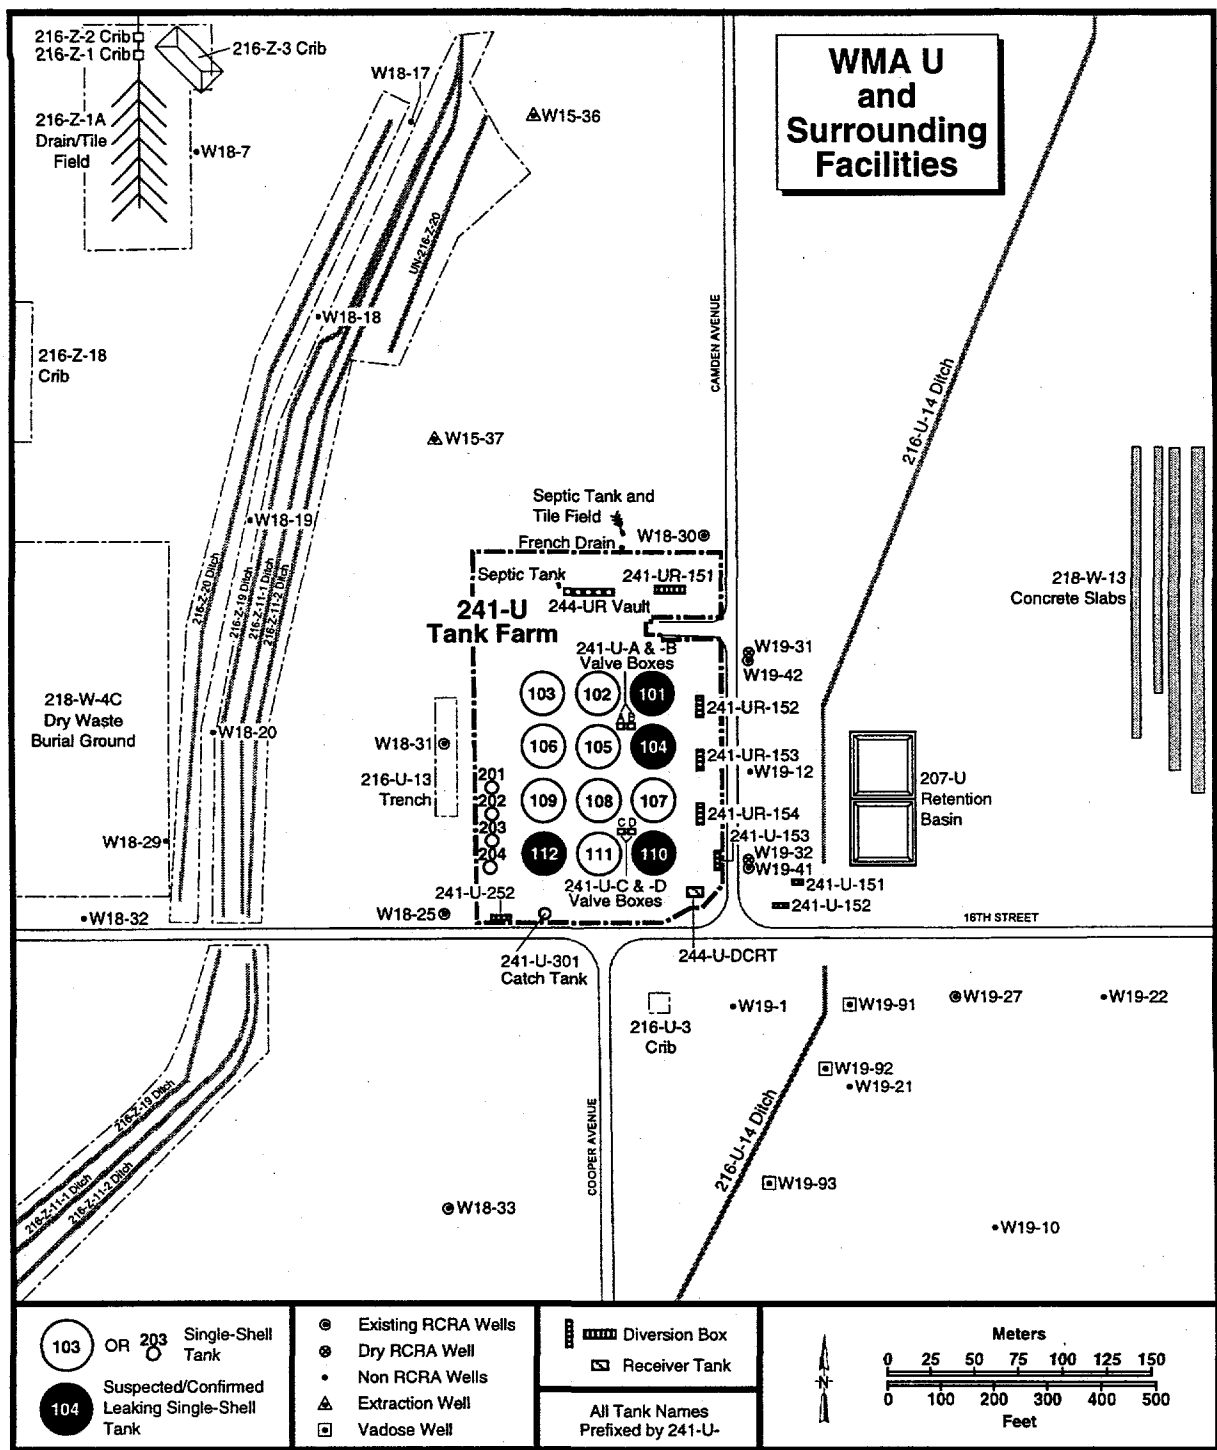 216-Z-2 Crib
216-Z-1 Crib
216-Z-3 Crib
W18-17
W15-36
WMA U
and
Surrounding
Facilities
216-Z-1A
Drain/Tile
Field
W18-7
UN-216-Z-20
W18-18
CAMDEN AVENUE
216-Z-18
Crib
216-U-14 Ditch
W15-37
Septic Tank and
Tile Field
W18-30
French Drain
W18-19
Septic Tank
241-UR-151
244-UR Vault
218-W-13
Concrete Slabs
216-Z-20 Ditch
216-Z-19 Ditch
216-Z-11-1 Ditch
216-Z-11-2 Ditch
241-U
Tank Farm
241-U-A & -B
Valve Boxes
W19-31
W19-42
103
102
101
241-UR-152
A B
218-W-4C
Dry Waste
Burial Ground
W18-20
W18-31
106
105
104
241-UR-153
W19-12
216-U-13
Trench
201
202
203
204
109
108
107
207-U
Retention
Basin
241-UR-154
C D
241-U-153
W18-29
112
111
110
W19-32
W19-41
241-U-252
241-U-C & -D
Valve Boxes
241-U-151
241-U-152
W18-32
W18-25
16TH STREET
241-U-301
Catch Tank
244-U-DCRT
216-U-3
Crib
W19-1
W19-91
W19-27
W19-22
W19-92
W19-21
216-Z-19 Ditch
216-Z-11-1 Ditch
216-Z-11-2 Ditch
COOPER AVENUE
216-U-14 Ditch
W19-93
W18-33
W19-10
103 OR 203 Single-Shell
Tank
104 Suspected/Confirmed
Leaking Single-Shell
Tank
Existing RCRA Wells
Dry RCRA Well
Non RCRA Wells
Extraction Well
Vadose Well
Diversion Box
Receiver Tank
All Tank Names
Prefixed by 241-U-
N
Meters
0 25 50 75 100 125 150
0 100 200 300 400 500
Feet